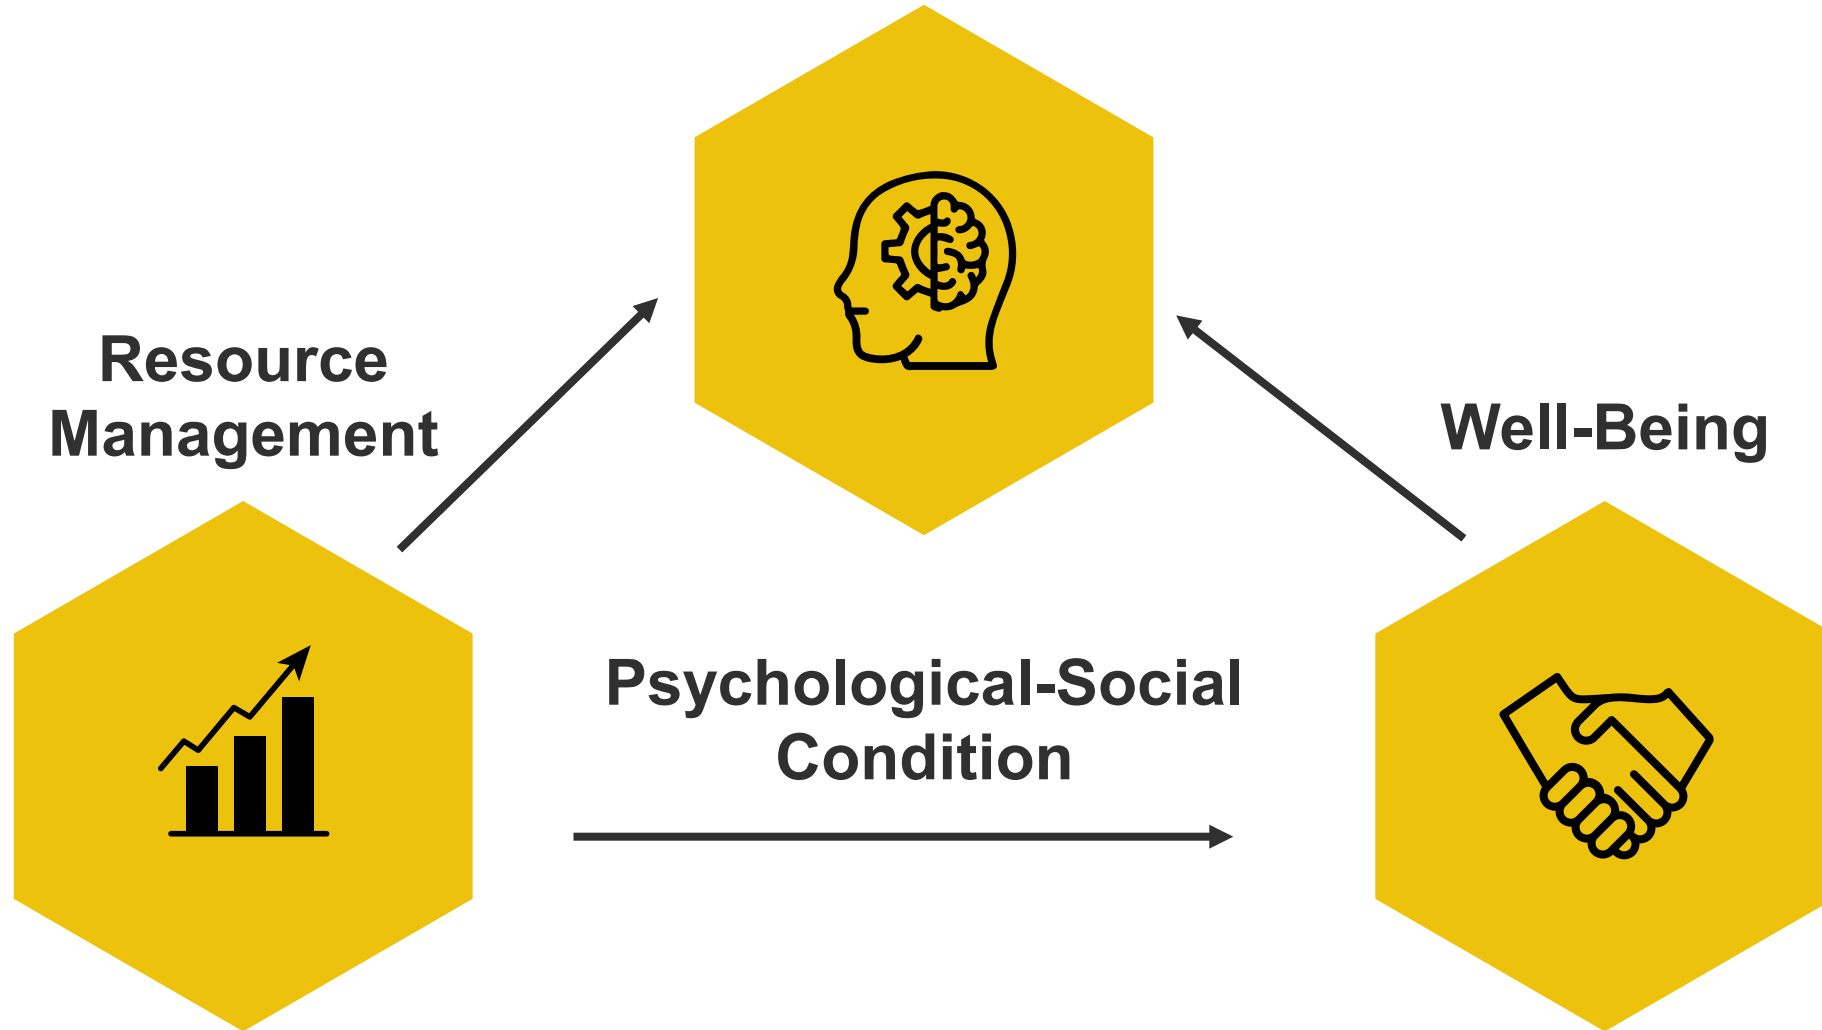 Resource
Management
Well-Being
Psychological-Social
Condition